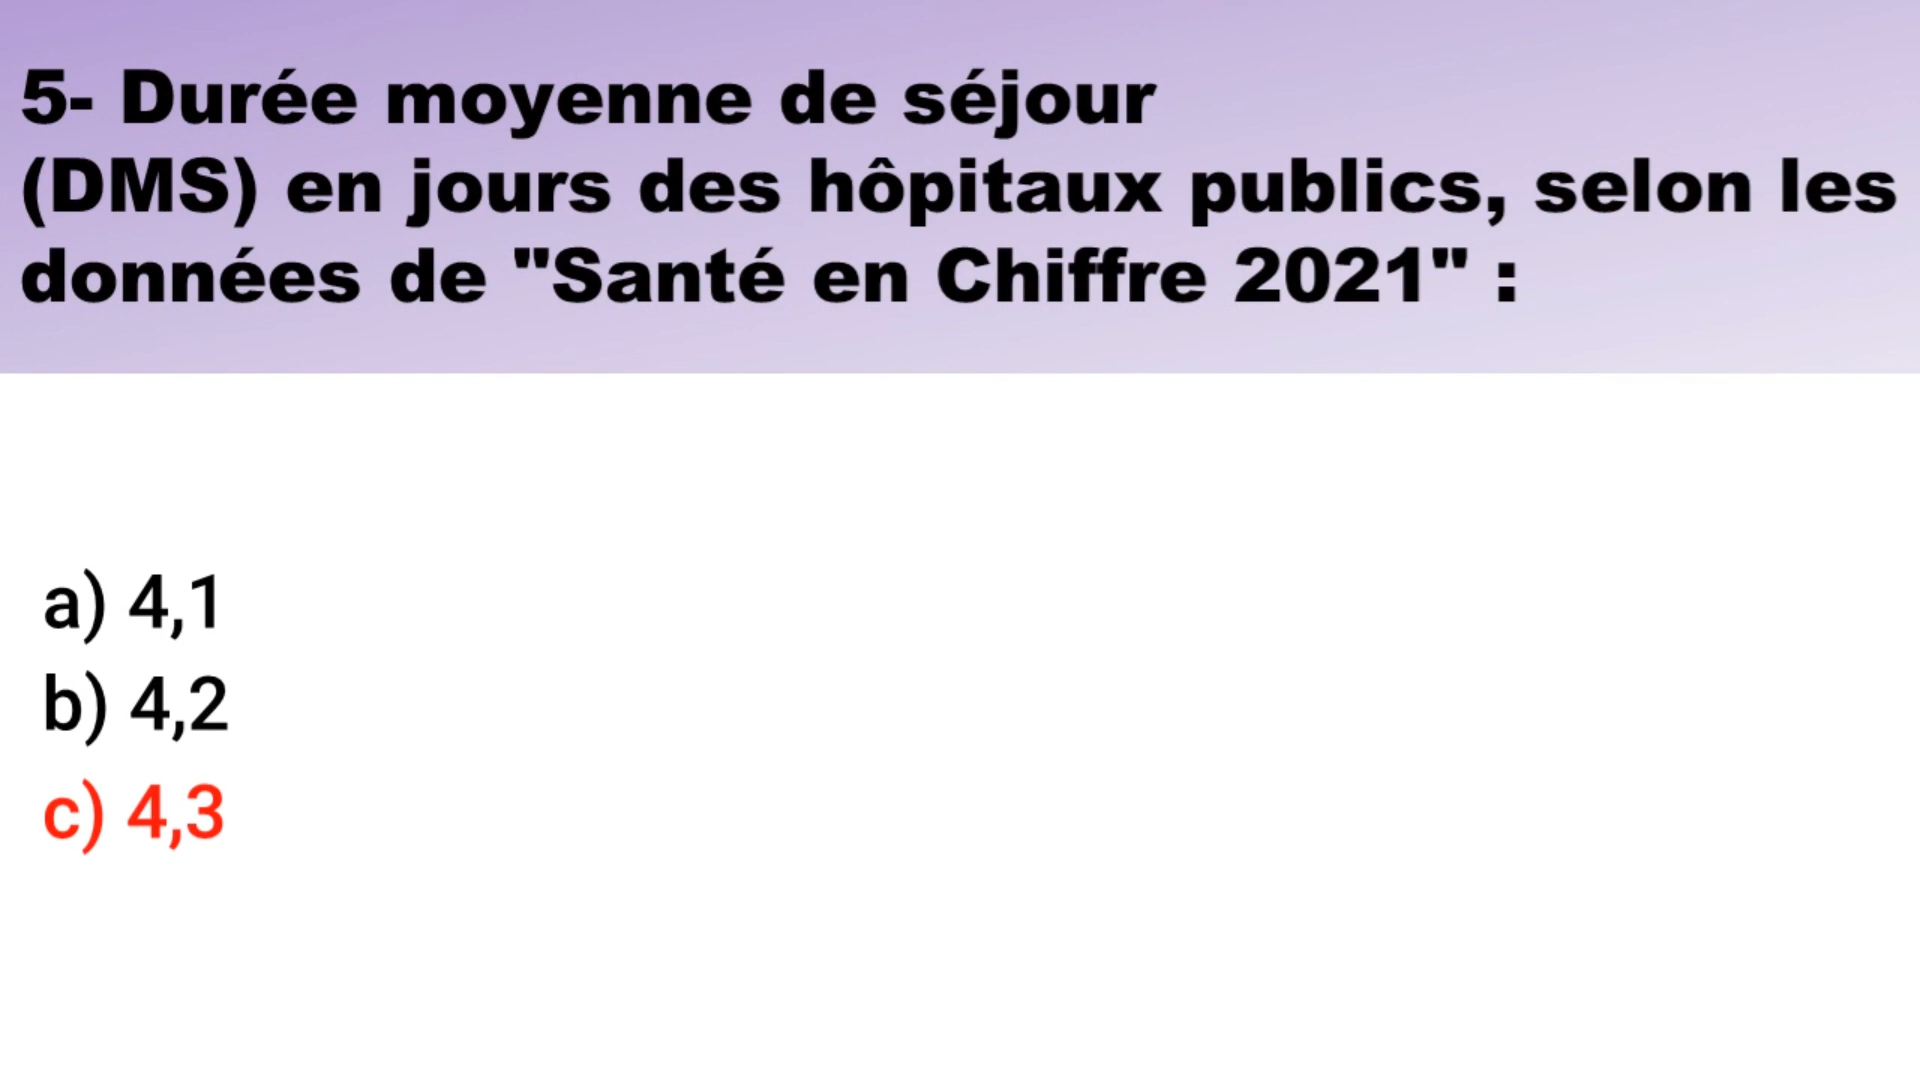 5- Durée moyenne de séjour
(DMS) en jours des hôpitaux publics, selon les
données de "Santé en Chiffre 2021" :
a) 4,1
b) 4,2
c) 4,3